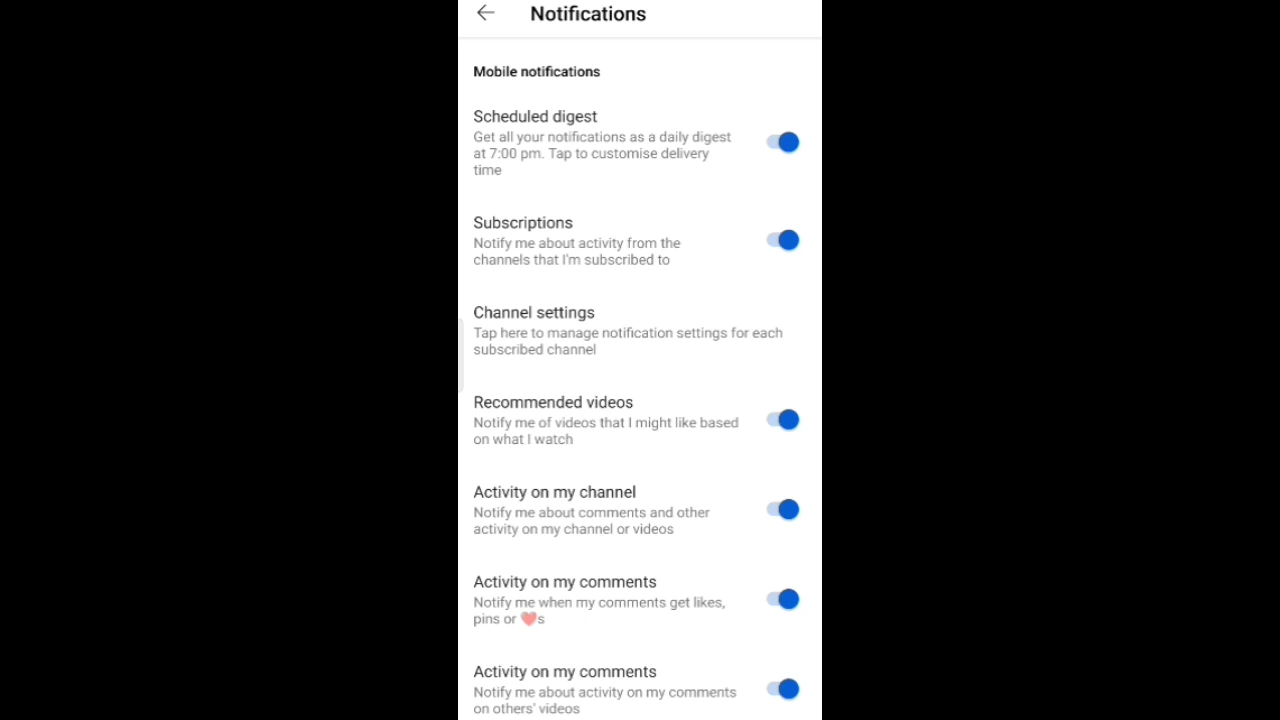 Notifications
Mobile notifications
Scheduled digest
Get all your notifications as a daily digest
at 7:00 pm. Tap to customise delivery
time
Subscriptions
Notify me about activity from the
channels that I'm subscribed to
Channel settings
Tap here to manage notification settings for each
subscribed channel
Recommended videos
Notify me of videos that I might like based
on what I watch
Activity on my channel
Notify me about comments and other
activity on my channel or videos
Activity on my comments
Notify me when my comments get likes,
pins or ❤️s
Activity on my comments
Notify me about activity on my comments
on others' videos